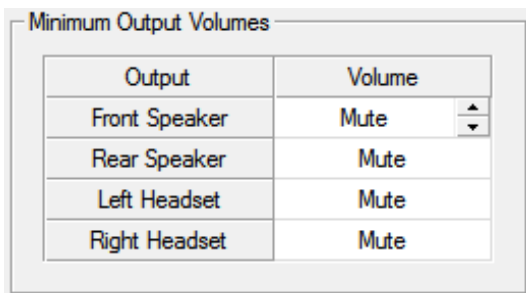 Minimum Output Volumes
Output Volume
Front Speaker Mute
Rear Speaker Mute
Left Headset Mute
Right Headset Mute